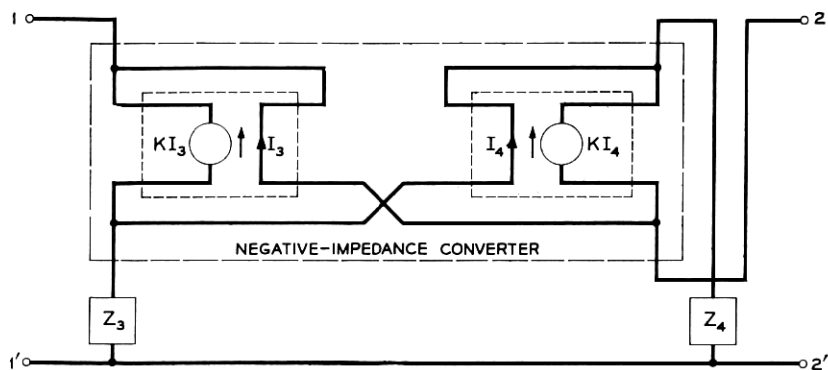 1
2
KI₃
I₃
I₄
KI₄
NEGATIVE-IMPEDANCE CONVERTER
Z₃
Z₄
1′
2′